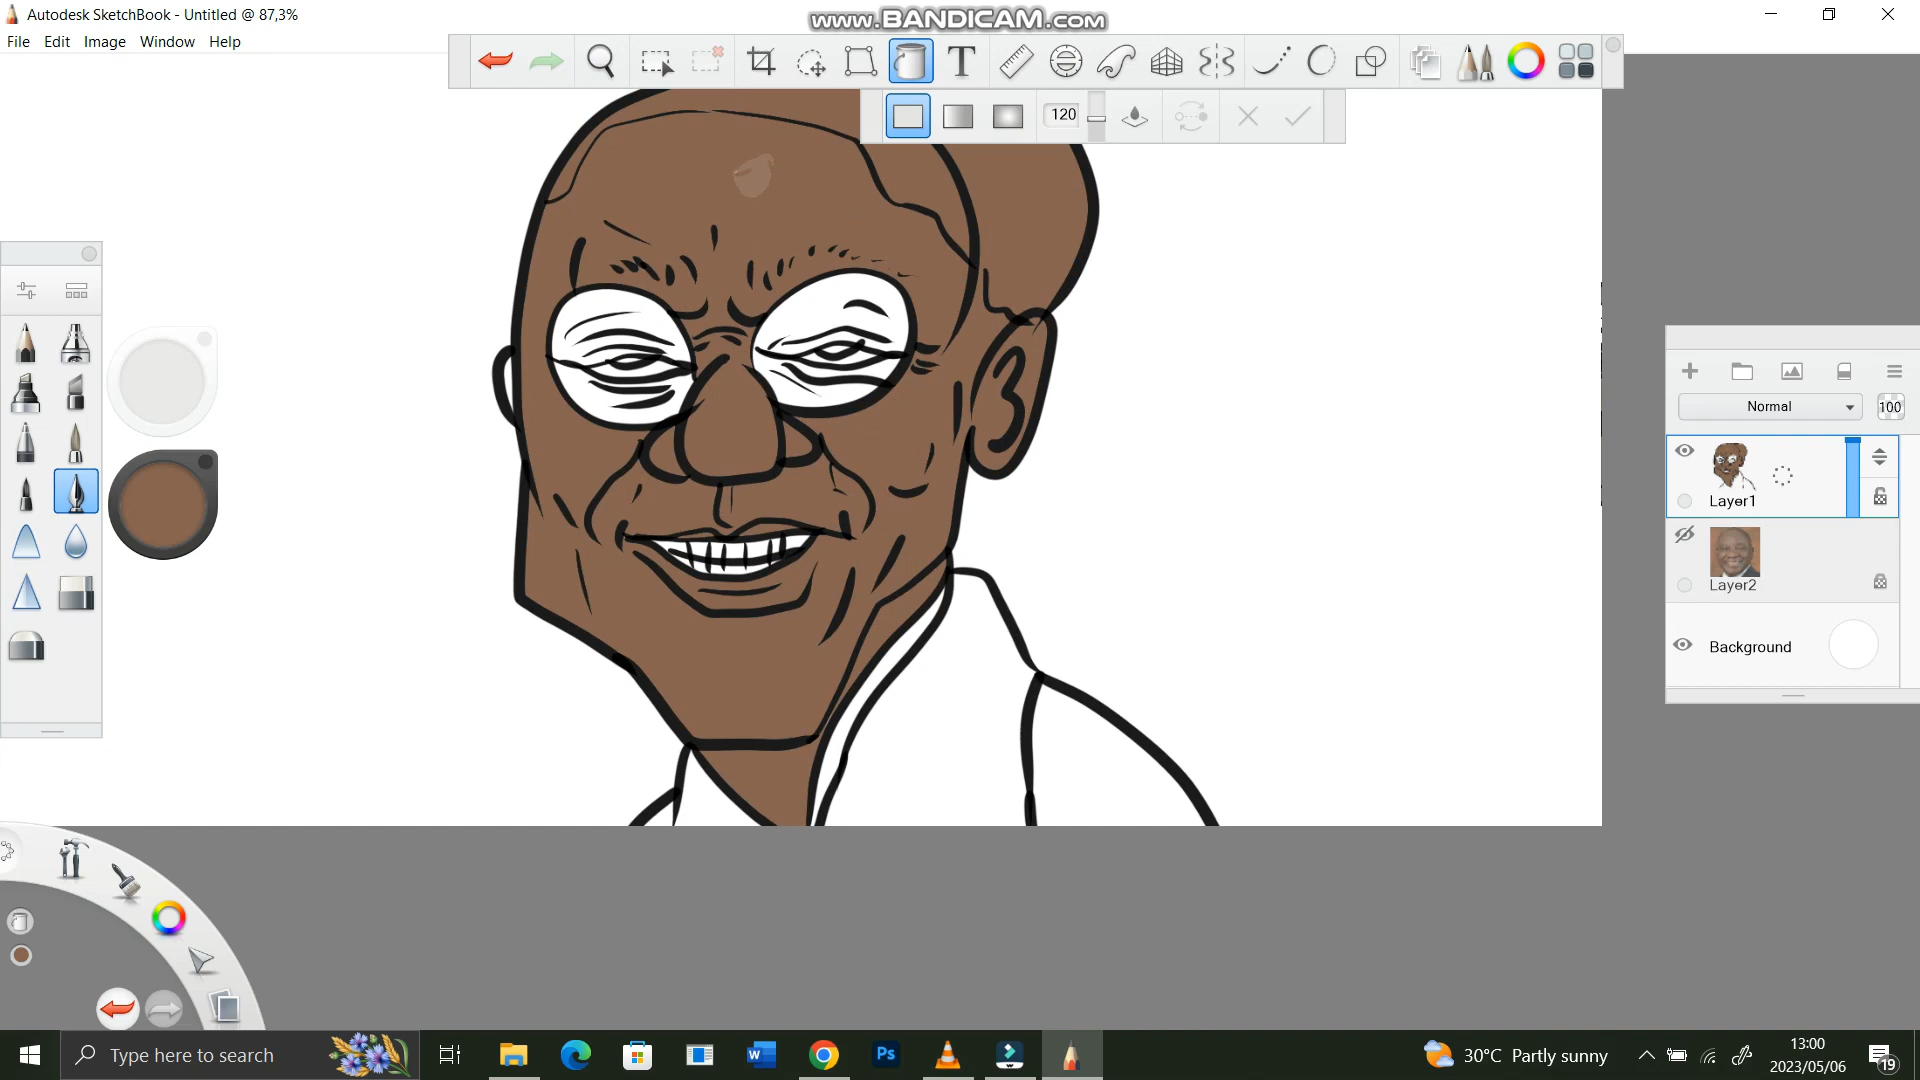 Autodesk SketchBook - Untitled @ 87,3%
www.BANDICAM.com
File Edit Image Window Help
T
120
Normal
100
Layer1
Layer2
Background
Type here to search
W
Ps
30°C Partly sunny
13:00
2023/05/06
19